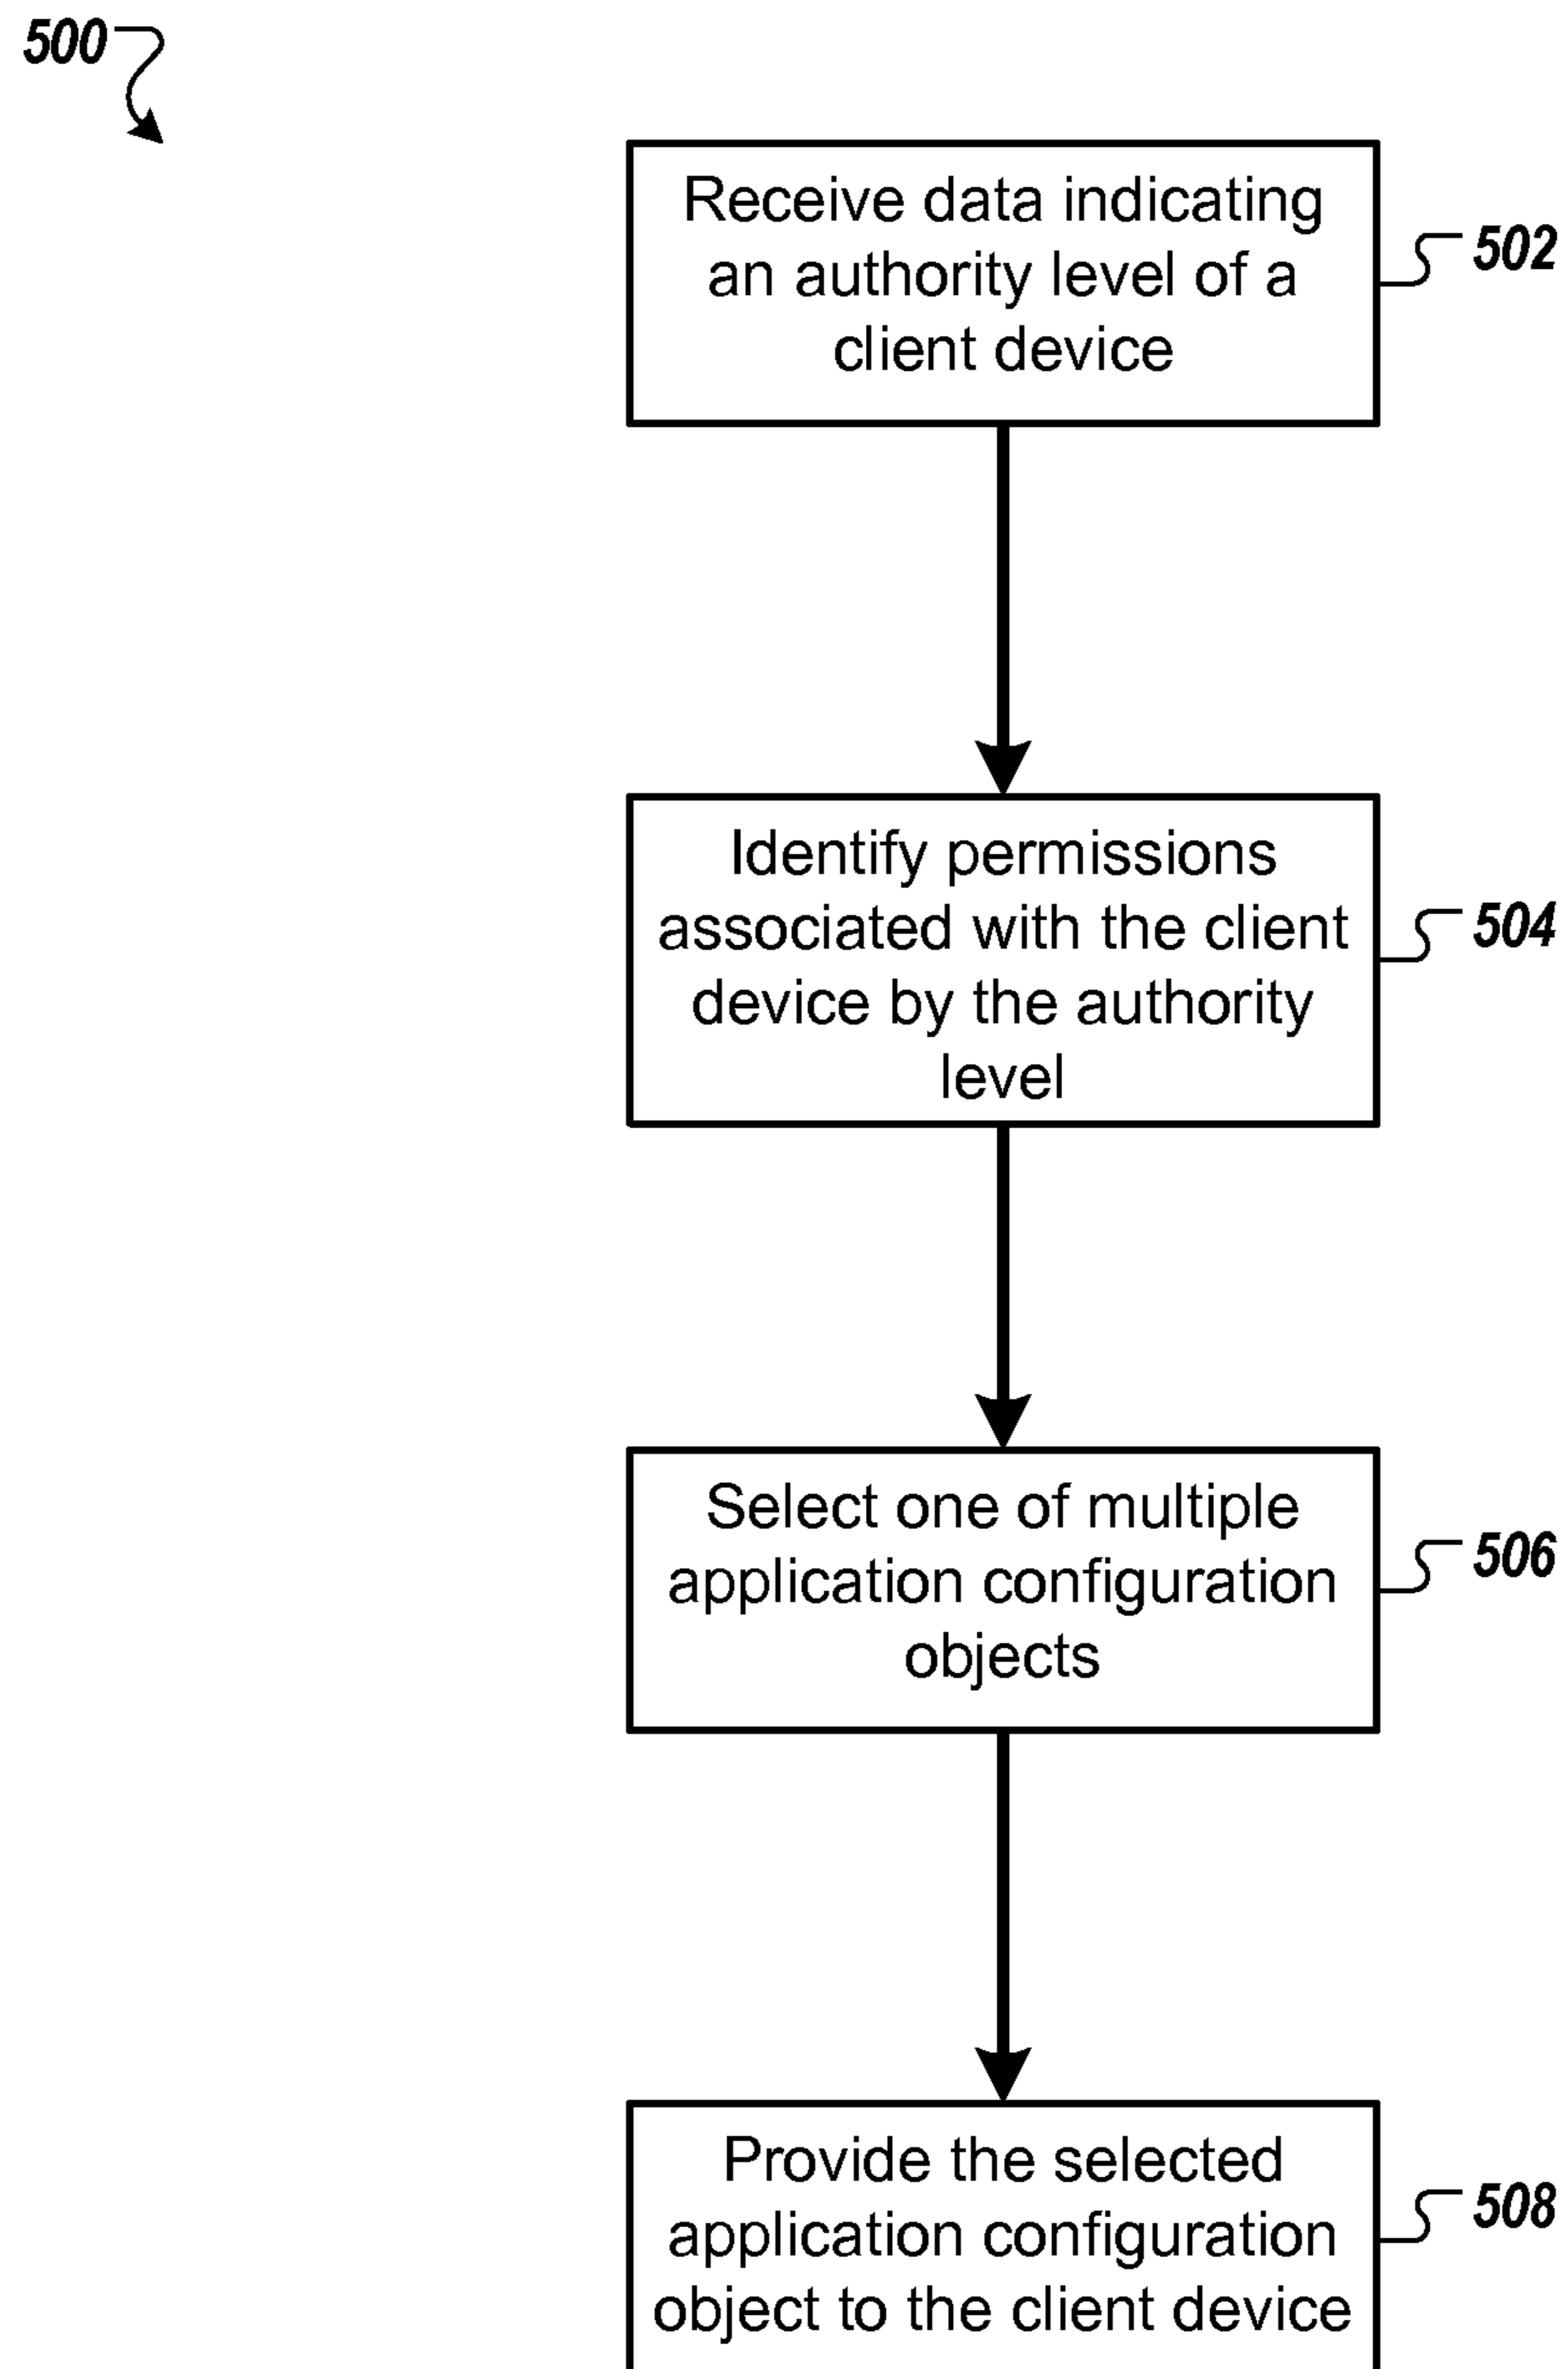 500
Receive data indicating
an authority level of a
client device
502
Identify permissions
associated with the client
device by the authority
level
504
Select one of multiple
application configuration
objects
506
Provide the selected
application configuration
object to the client device
508